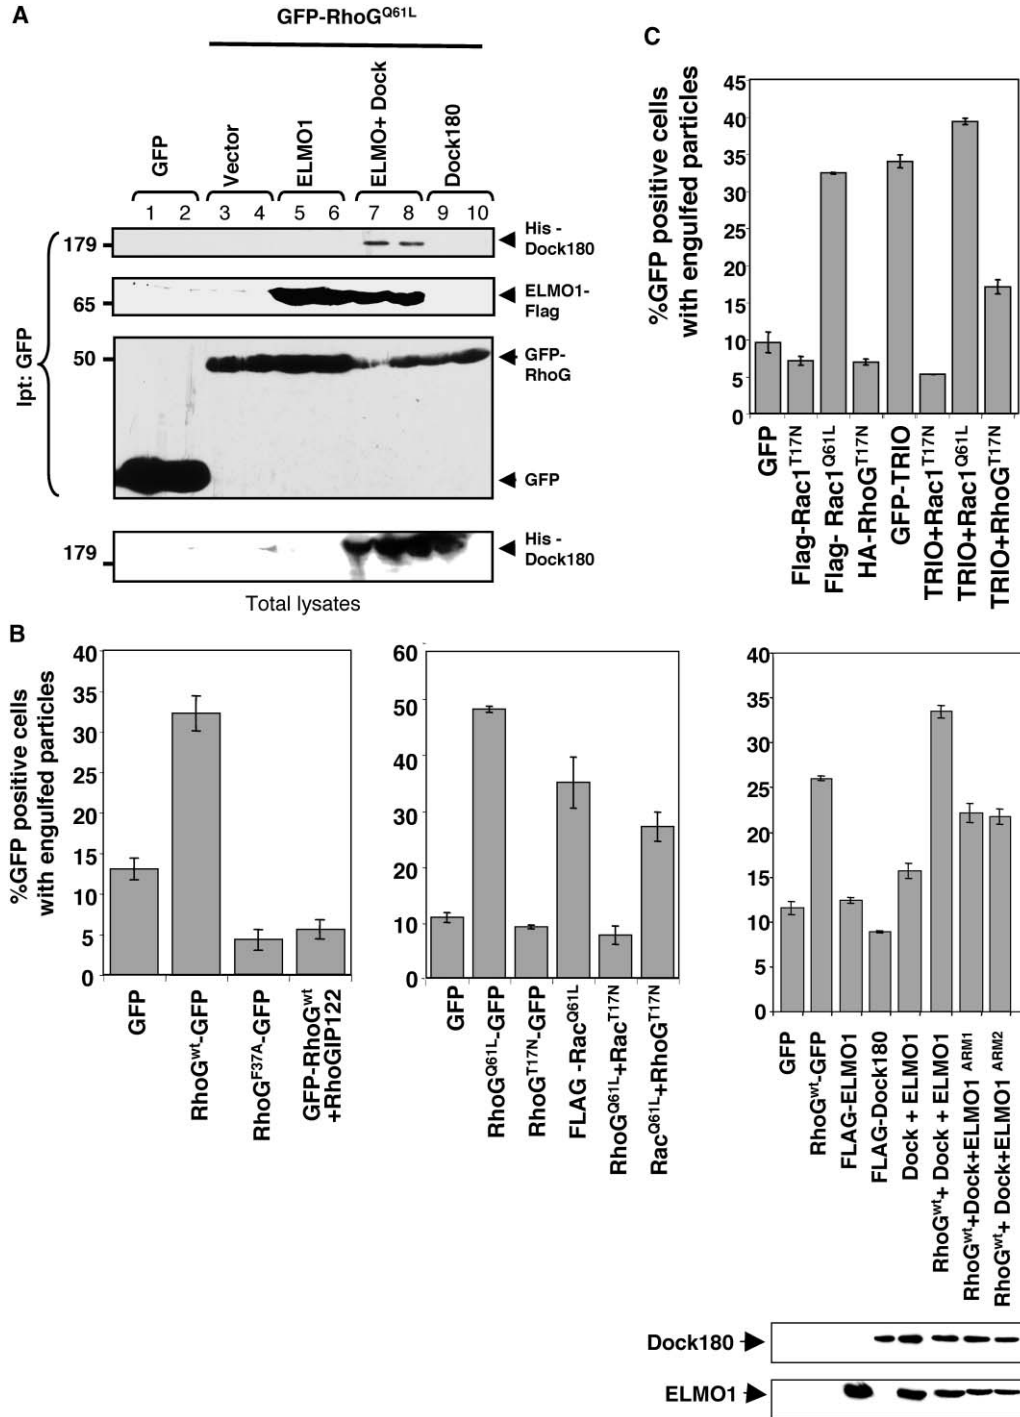 A
GFP-RhoG^Q61L
GFP
Vector
ELMO1
ELMO+ Dock
Dock180
1 2 3 4 5 6 7 8 9 10
Ipt: GFP
179
His -
Dock180
65
ELMO1-
Flag
50
GFP-
RhoG
GFP
179
His -
Dock180
Total lysates
C
%GFP positive cells
with engulfed particles
45
40
35
30
25
20
15
10
5
0
GFP
Flag-Rac1^T17N
Flag- Rac1^Q61L
HA-RhoG^T17N
GFP-TRIO
TRIO+Rac1^T17N
TRIO+Rac1^Q61L
TRIO+RhoG^T17N
B
%GFP positive cells
with engulfed particles
40
35
30
25
20
15
10
5
0
GFP
RhoG^wt-GFP
RhoG^F37A-GFP
GFP-RhoG^wt
+RhoGIP122
60
50
40
30
20
10
0
GFP
RhoG^Q61L-GFP
RhoG^T17N-GFP
FLAG -Rac^Q61L
RhoG^Q61L+Rac^T17N
Rac^Q61L+RhoG^T17N
40
35
30
25
20
15
10
5
0
GFP
RhoG^wt-GFP
FLAG-ELMO1
FLAG-Dock180
Dock + ELMO1
RhoG^wt+ Dock + ELMO1
RhoG^wt+Dock+ELMO1 ^ARM1
RhoG^wt+ Dock+ELMO1 ^ARM2
Dock180
ELMO1